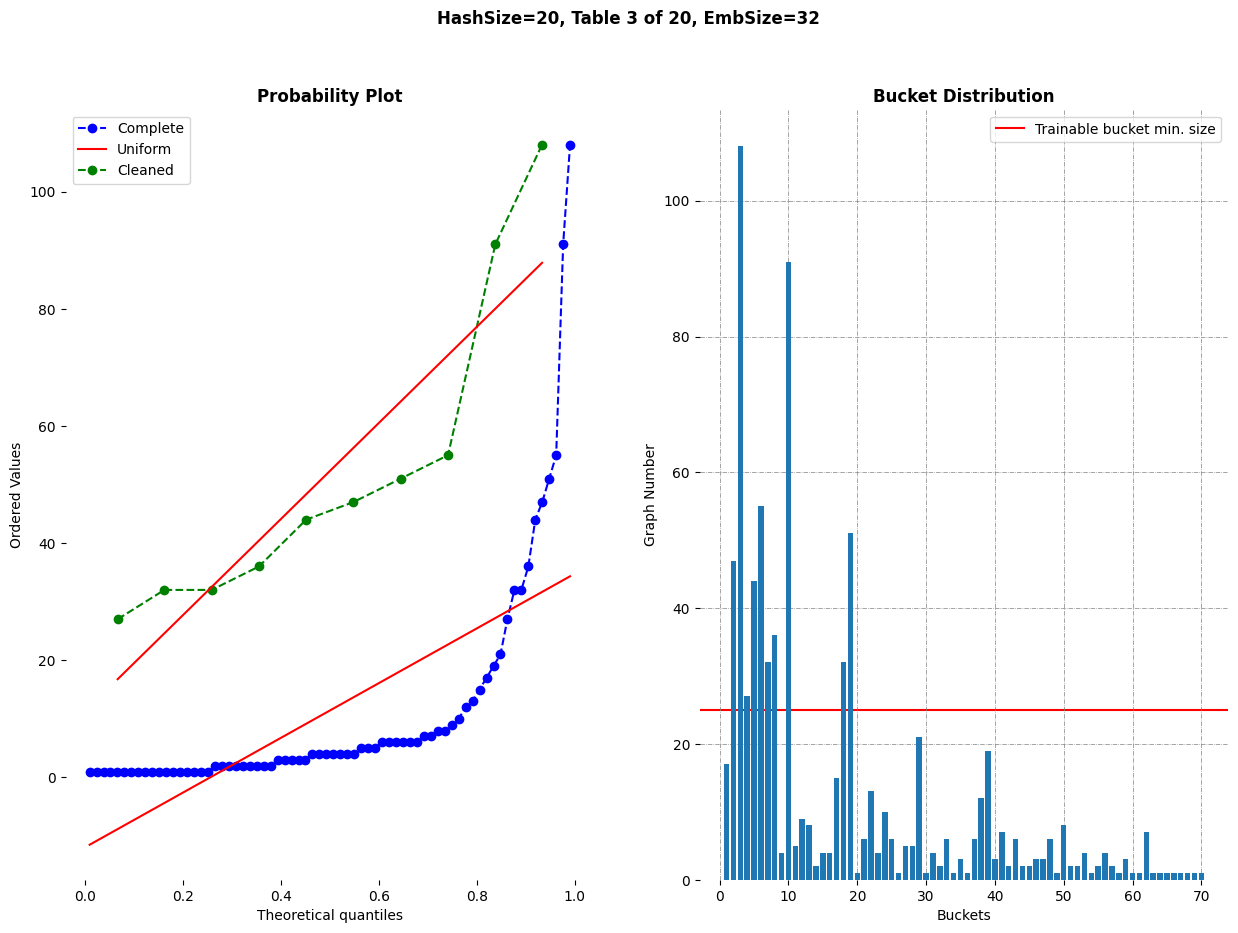 HashSize=20, Table 3 of 20, EmbSize=32
Probability Plot
Complete
Uniform
Cleaned
100
80
60
40
20
0
Ordered Values
0.0 0.2 0.4 0.6 0.8 1.0
Theoretical quantiles
Bucket Distribution
Trainable bucket min. size
100
80
60
40
20
0
Graph Number
0 10 20 30 40 50 60 70
Buckets